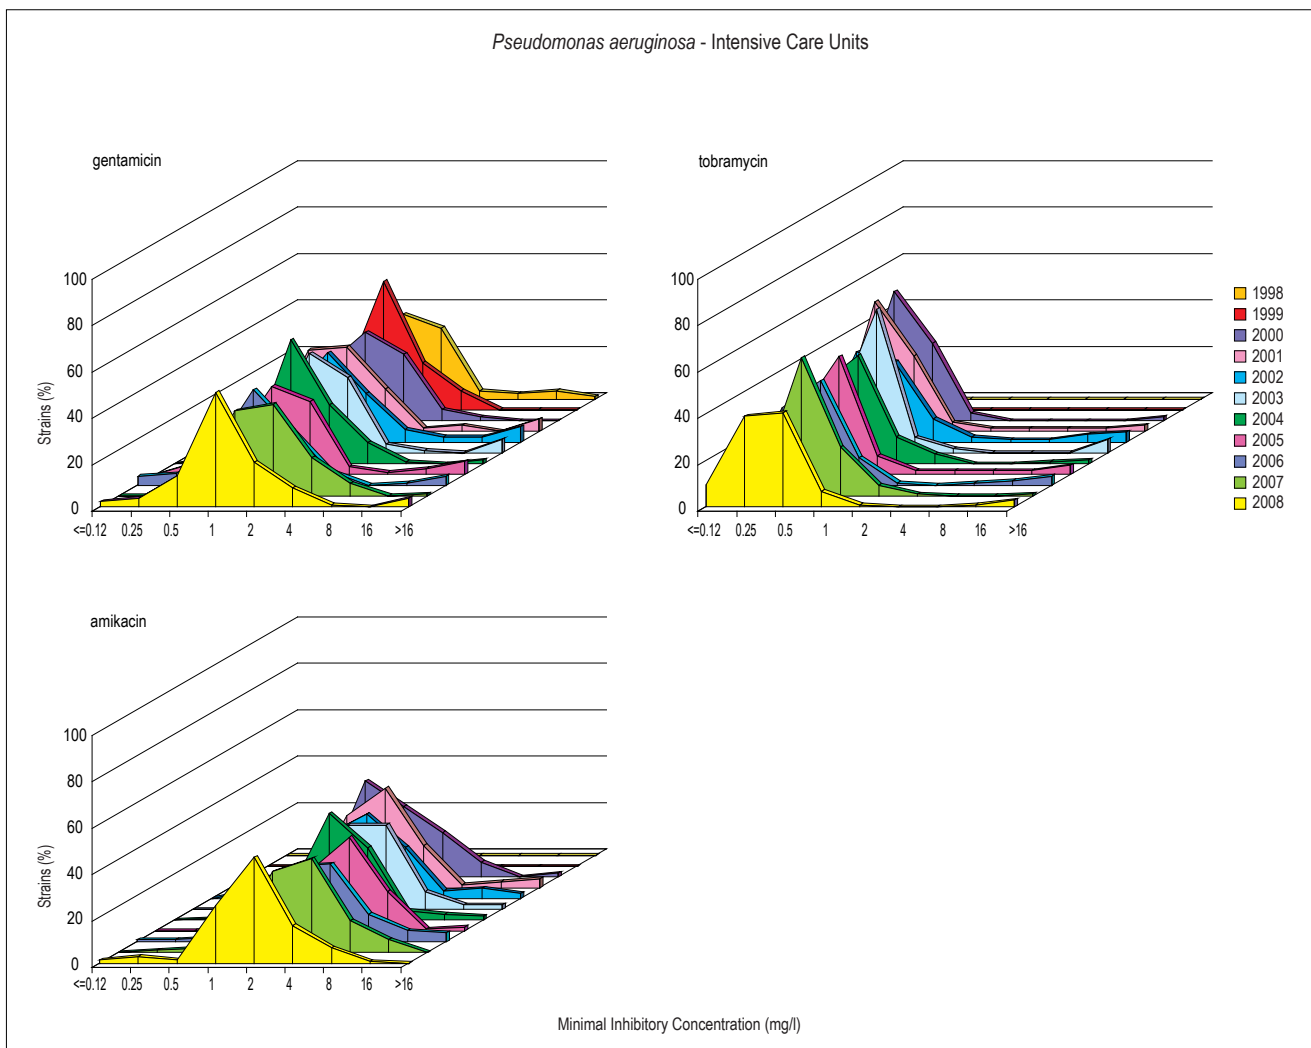 Pseudomonas aeruginosa - Intensive Care Units
gentamicin
100
80
60
40
20
0
Strains (%)
<=0.12 0.25 0.5 1 2 4 8 16 >16
tobramycin
100
80
60
40
20
0
Strains (%)
<=0.12 0.25 0.5 1 2 4 8 16 >16
1998
1999
2000
2001
2002
2003
2004
2005
2006
2007
2008
amikacin
100
80
60
40
20
0
Strains (%)
<=0.12 0.25 0.5 1 2 4 8 16 >16
Minimal Inhibitory Concentration (mg/l)